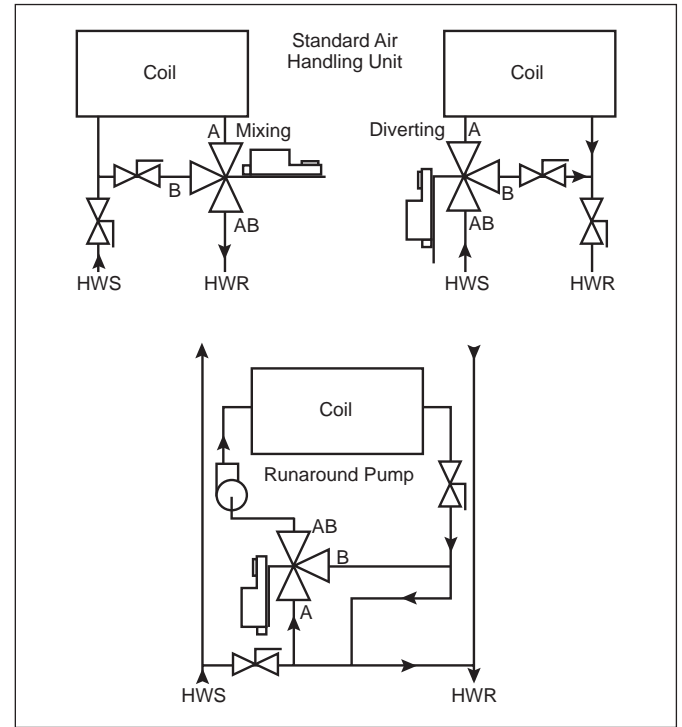 Standard Air
Handling Unit
Coil
A
Mixing
B
AB
HWS
HWR
Coil
Diverting
A
B
AB
HWS
HWR
Coil
Runaround Pump
AB
B
A
HWS
HWR